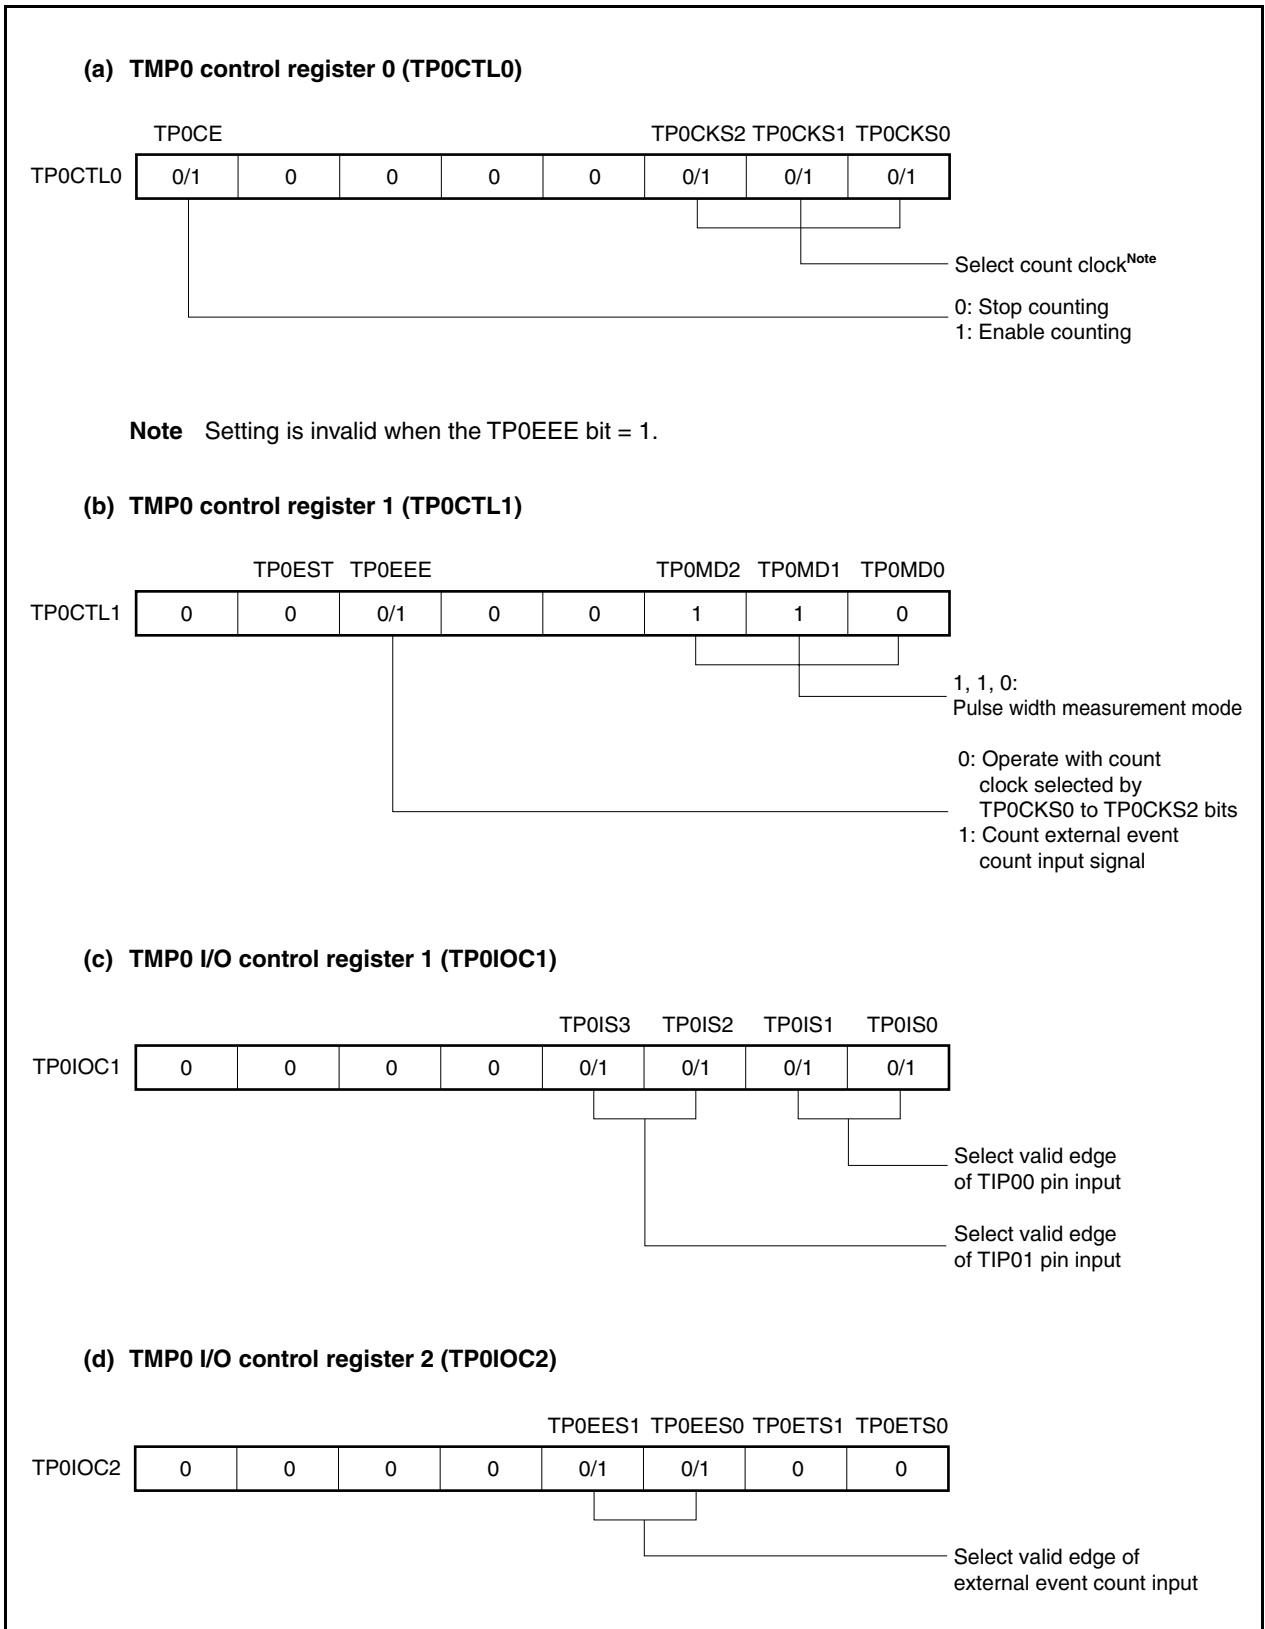 (a) TMP0 control register 0 (TP0CTL0)
TP0CE TP0CKS2 TP0CKS1 TP0CKS0
TP0CTL0 0/1 0 0 0 0 0/1 0/1 0/1
Select count clockNote
0: Stop counting
1: Enable counting
Note Setting is invalid when the TP0EEE bit = 1.
(b) TMP0 control register 1 (TP0CTL1)
TP0EST TP0EEE TP0MD2 TP0MD1 TP0MD0
TP0CTL1 0 0 0/1 0 0 1 1 0
1, 1, 0:
Pulse width measurement mode
0: Operate with count
clock selected by
TP0CKS0 to TP0CKS2 bits
1: Count external event
count input signal
(c) TMP0 I/O control register 1 (TP0IOC1)
TP0IS3 TP0IS2 TP0IS1 TP0IS0
TP0IOC1 0 0 0 0 0/1 0/1 0/1 0/1
Select valid edge
of TIP00 pin input
Select valid edge
of TIP01 pin input
(d) TMP0 I/O control register 2 (TP0IOC2)
TP0EES1 TP0EES0 TP0ETS1 TP0ETS0
TP0IOC2 0 0 0 0 0/1 0/1 0 0
Select valid edge of
external event count input